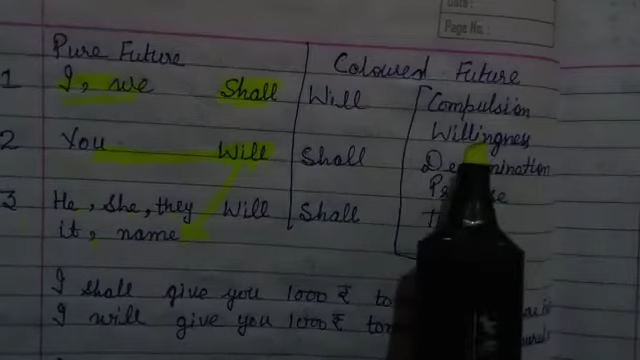 Date:
Page No.:
Pure Future Coloured Future
1 I, we Shall Will Compulsion
Willingness
2 You Will Shall
3 He, She, they Will Shall
it, name
I shall give you 1000 ₹ to
I will give you 1000 ₹